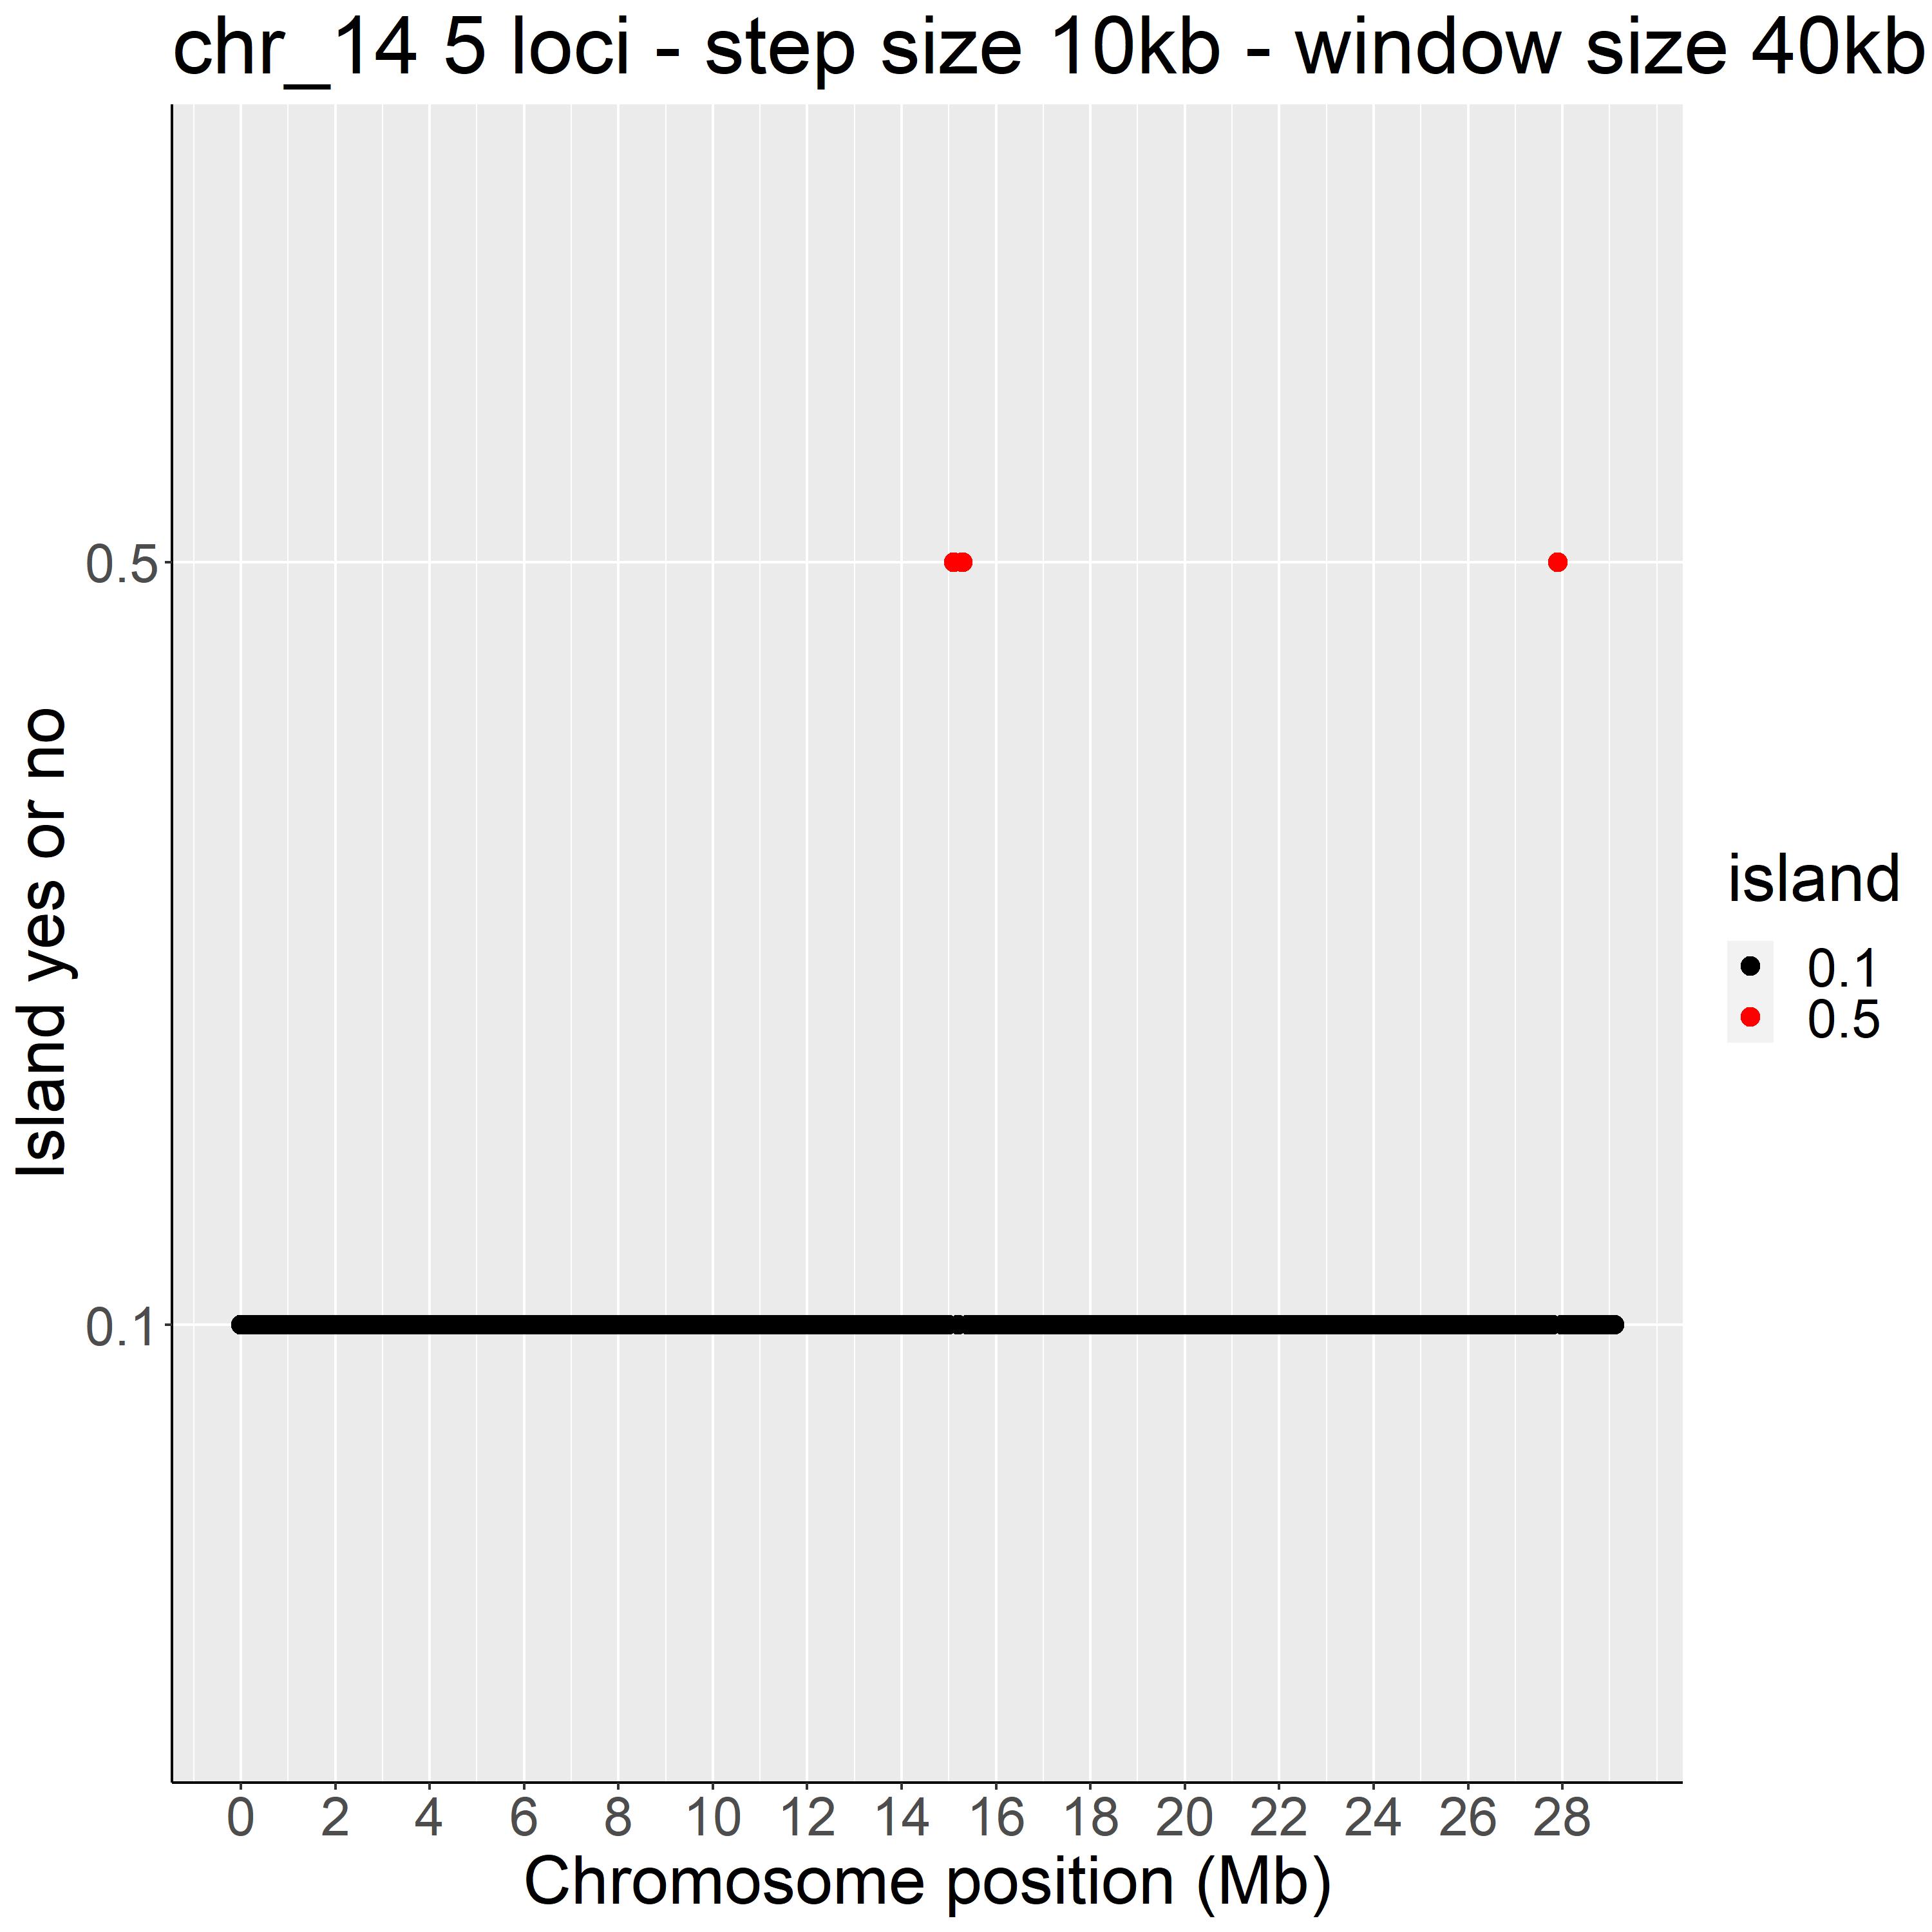 chr_14 5 loci - step size 10kb - window size 40kb
Island yes or no
0.5
0.1
0 2 4 6 8 10 12 14 16 18 20 22 24 26 28
Chromosome position (Mb)
island
0.1
0.5